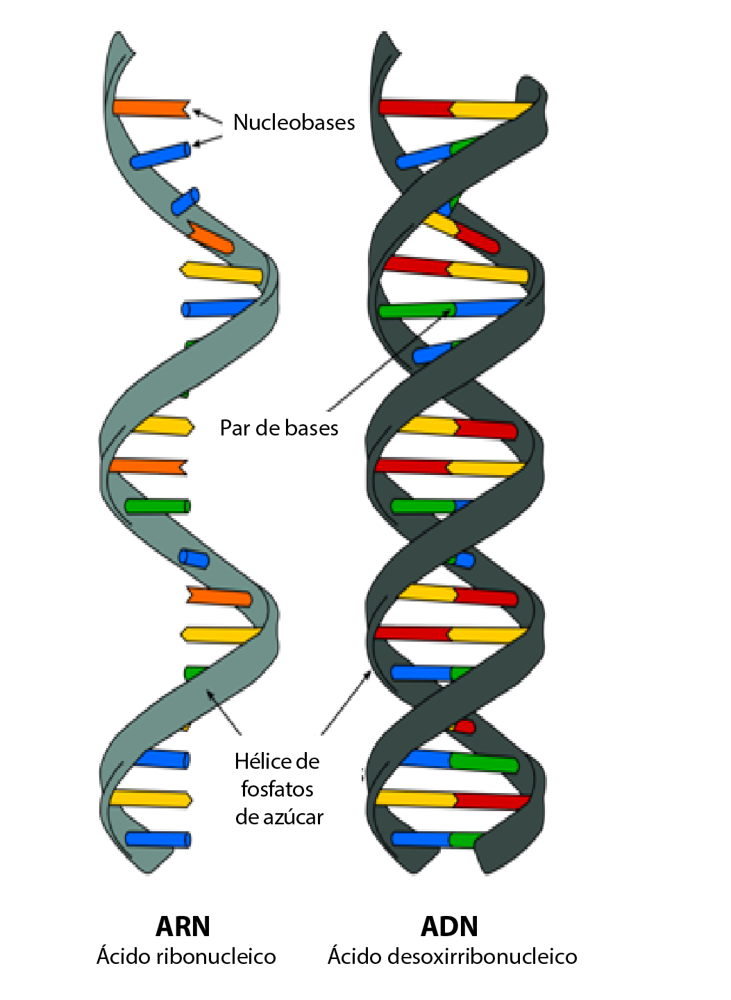 Nucleobases
Par de bases
Hélice de
fosfatos
de azúcar
ARN
Ácido ribonucleico
ADN
Ácido desoxirribonucleico